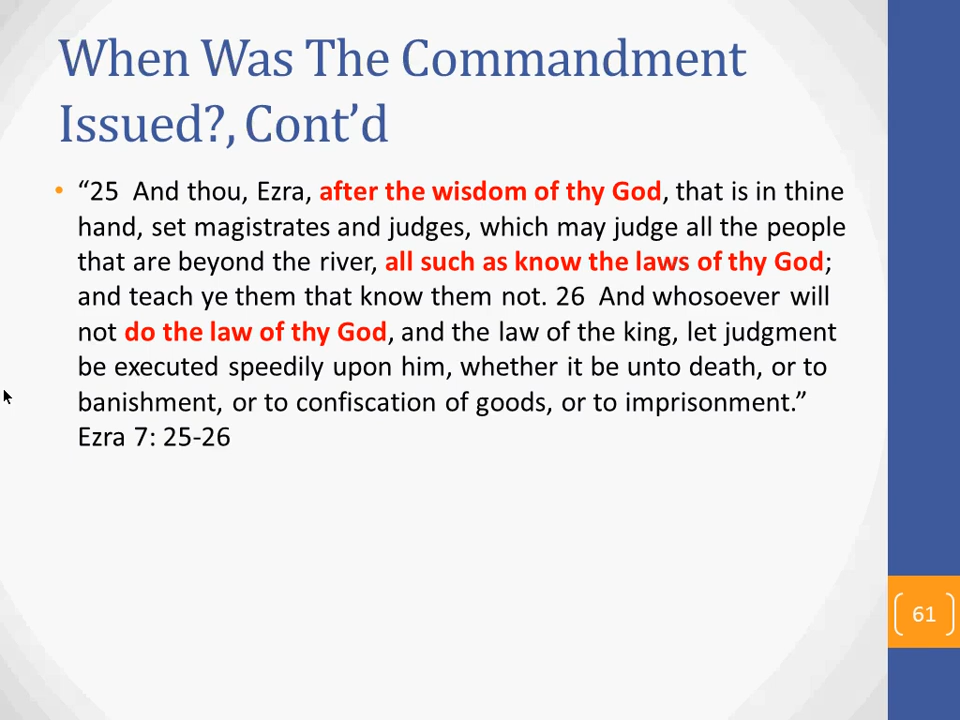 When Was The Commandment
Issued?, Cont’d
• “25 And thou, Ezra, after the wisdom of thy God, that is in thine
hand, set magistrates and judges, which may judge all the people
that are beyond the river, all such as know the laws of thy God;
and teach ye them that know them not. 26 And whosoever will
not do the law of thy God, and the law of the king, let judgment
be executed speedily upon him, whether it be unto death, or to
banishment, or to confiscation of goods, or to imprisonment.”
Ezra 7: 25-26
61